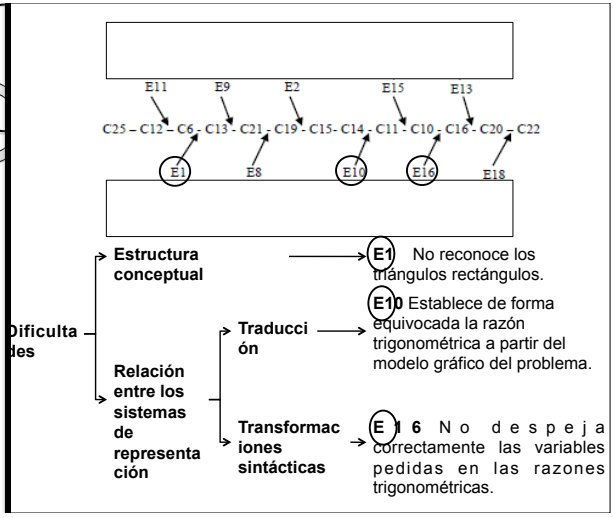 E11 E9 E2 E15 E13
C25 – C12 – C6 - C13 - C21 - C19 - C15 - C14 - C11 - C10 - C16 - C20 – C22
E1 E8 E10 E16 E18
Estructura
conceptual
E1 No reconoce los
triángulos rectángulos.
Dificulta
des
E10 Establece de forma
equivocada la razón
trigonométrica a partir del
modelo gráfico del problema.
Traducci
ón
Relación
entre los
sistemas
de
representa
ción
Transformac
iones
sintácticas
E 1 6 No despeja
correctamente las variables
pedidas en las razones
trigonométricas.